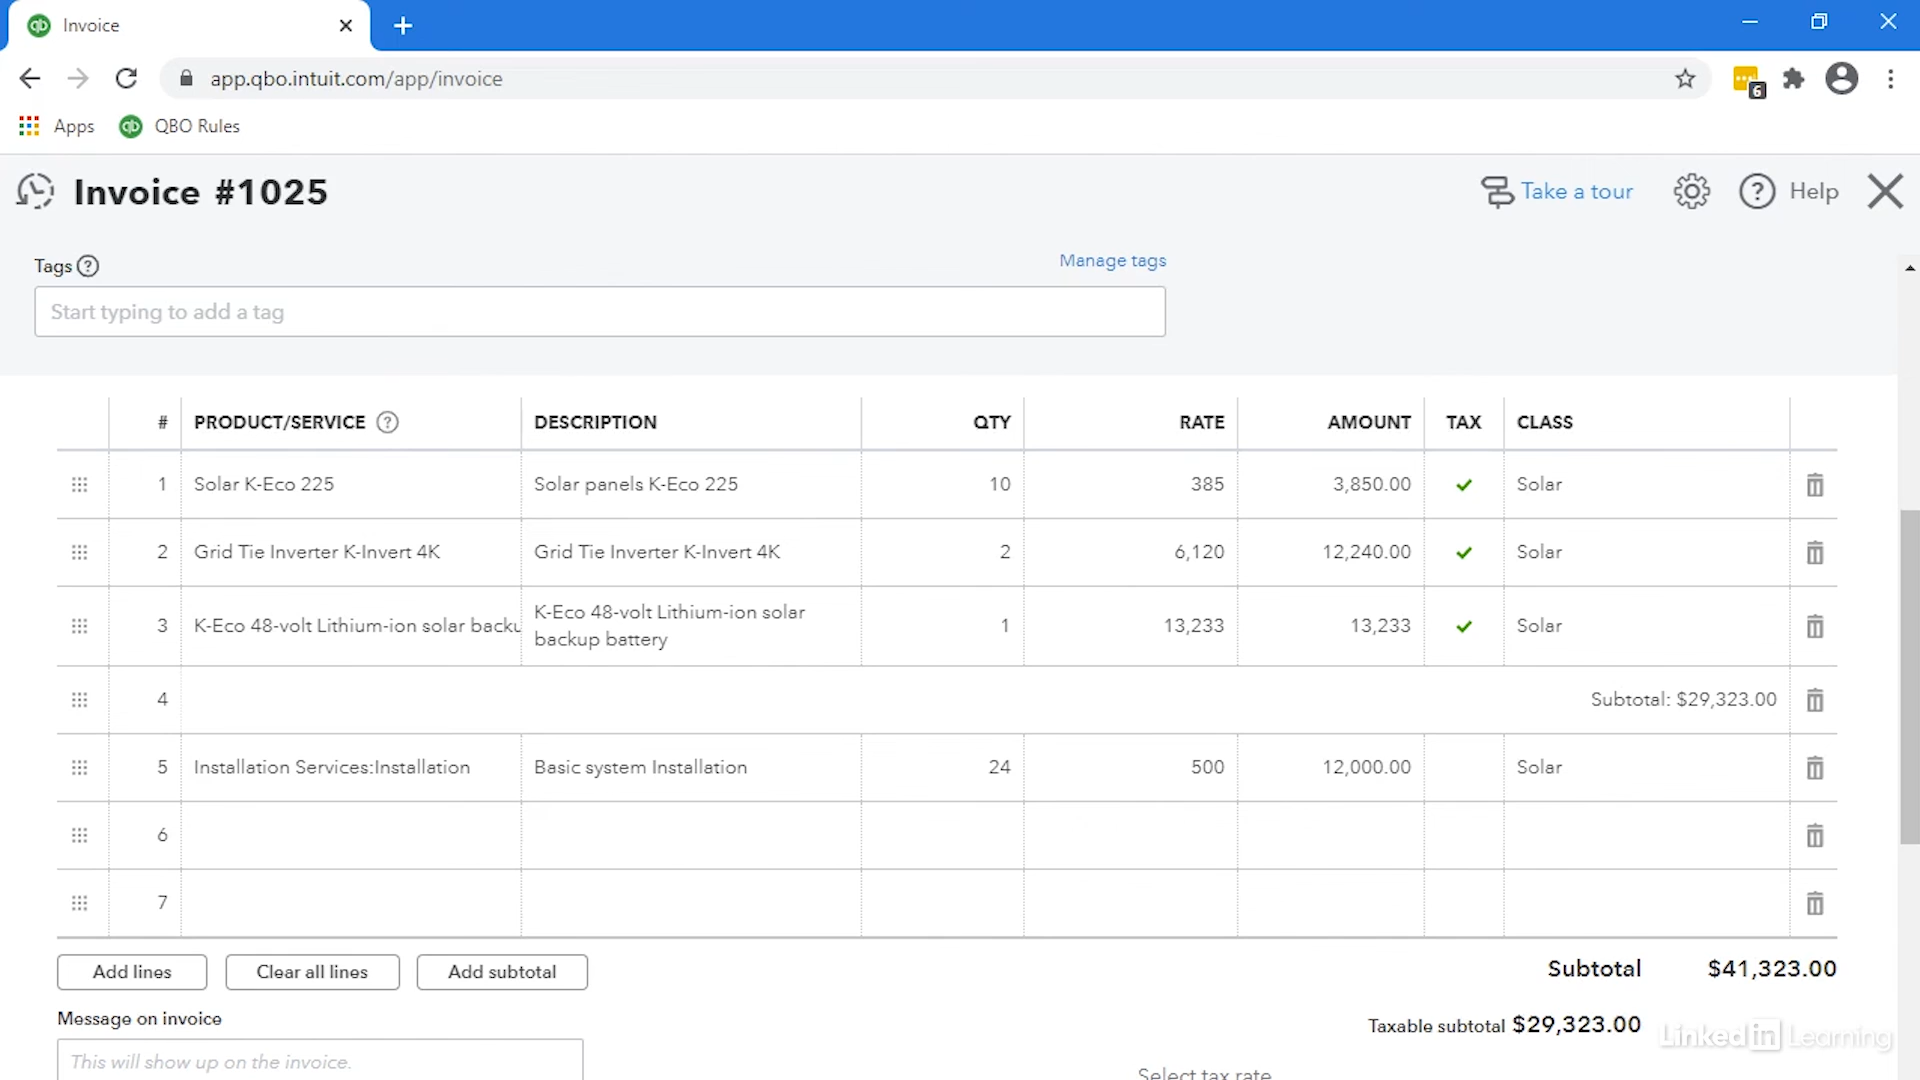 Invoice
app.qbo.intuit.com/app/invoice
6
Apps
qb QBO Rules
Invoice #1025
Take a tour
? Help
Tags ?
Manage tags
Start typing to add a tag
# PRODUCT/SERVICE ? DESCRIPTION QTY RATE AMOUNT TAX CLASS
1 Solar K-Eco 225 Solar panels K-Eco 225 10 385 3,850.00 Solar
2 Grid Tie Inverter K-Invert 4K Grid Tie Inverter K-Invert 4K 2 6,120 12,240.00 Solar
3 K-Eco 48-volt Lithium-ion solar backu K-Eco 48-volt Lithium-ion solar backup battery 1 13,233 13,233 Solar
4 Subtotal: $29,323.00
5 Installation Services:Installation Basic system Installation 24 500 12,000.00 Solar
6
7
Add lines Clear all lines Add subtotal
Subtotal $41,323.00
Message on invoice
Taxable subtotal $29,323.00
This will show up on the invoice.
Select tax rate
Linked in Learning